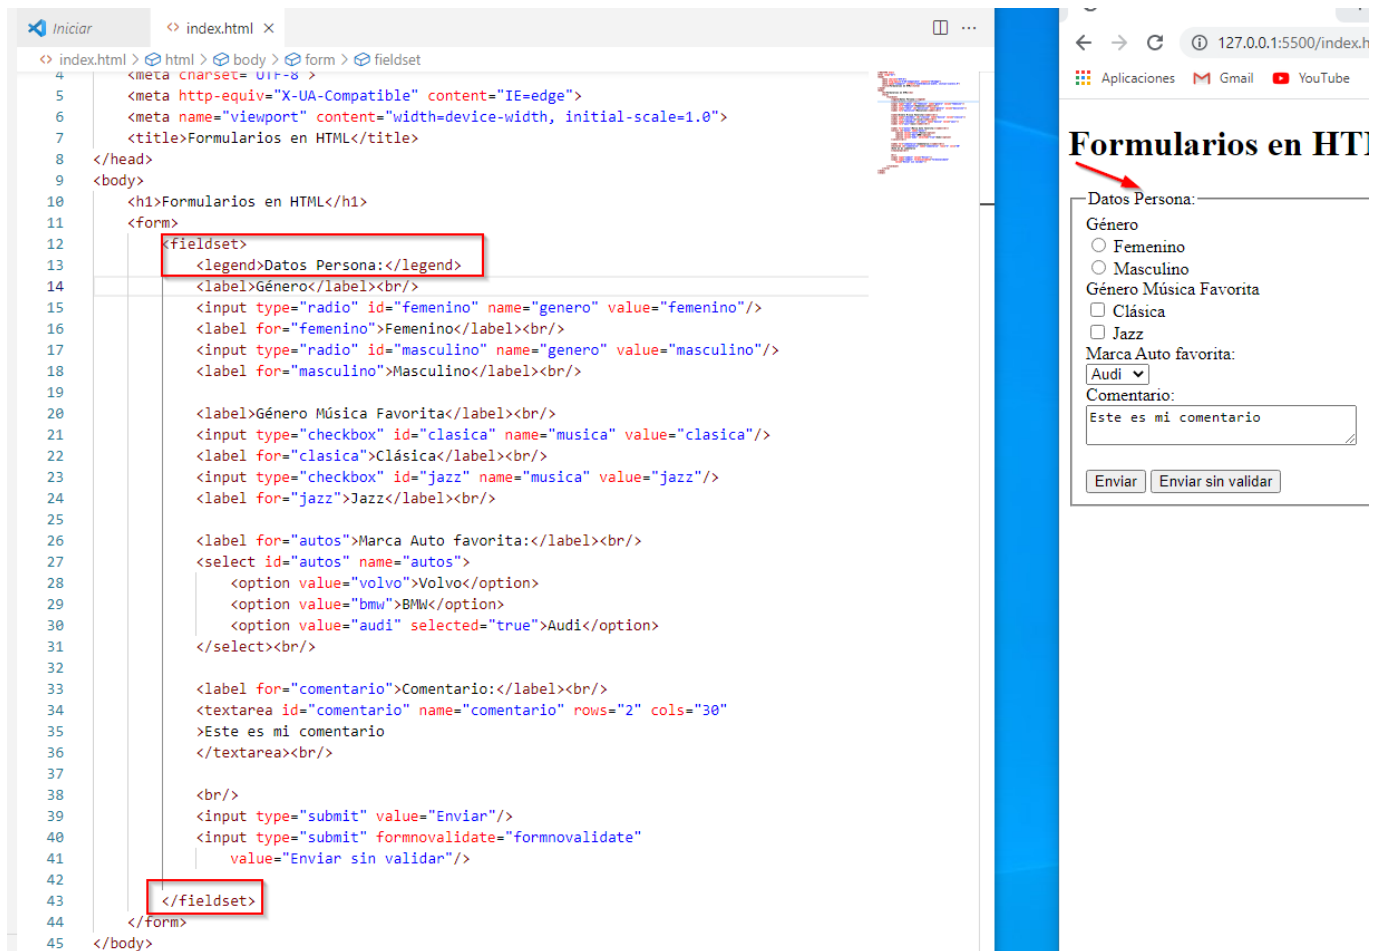 Iniciar
index.html
index.html > html > body > form > fieldset
4 <meta charset="UTF-8">
5 <meta http-equiv="X-UA-Compatible" content="IE=edge">
6 <meta name="viewport" content="width=device-width, initial-scale=1.0">
7 <title>Formularios en HTML</title>
8 </head>
9 <body>
10 <h1>Formularios en HTML</h1>
11 <form>
12 <fieldset>
13 <legend>Datos Persona:</legend>
14 <label>Género</label><br/>
15 <input type="radio" id="femenino" name="genero" value="femenino"/>
16 <label for="femenino">Femenino</label><br/>
17 <input type="radio" id="masculino" name="genero" value="masculino"/>
18 <label for="masculino">Masculino</label><br/>
19
20 <label>Género Música Favorita</label><br/>
21 <input type="checkbox" id="clasica" name="musica" value="clasica"/>
22 <label for="clasica">Clásica</label><br/>
23 <input type="checkbox" id="jazz" name="musica" value="jazz"/>
24 <label for="jazz">Jazz</label><br/>
25
26 <label for="autos">Marca Auto favorita:</label><br/>
27 <select id="autos" name="autos">
28 <option value="volvo">Volvo</option>
29 <option value="bmw">BMW</option>
30 <option value="audi" selected="true">Audi</option>
31 </select><br/>
32
33 <label for="comentario">Comentario:</label><br/>
34 <textarea id="comentario" name="comentario" rows="2" cols="30"
35 >Este es mi comentario
36 </textarea><br/>
37
38 <br/>
39 <input type="submit" value="Enviar"/>
40 <input type="submit" formnovalidate="formnovalidate"
41 value="Enviar sin validar"/>
42
43 </fieldset>
44 </form>
45 </body>
127.0.0.1:5500/index.h
Aplicaciones Gmail YouTube
Formularios en HT
Datos Persona:
Género
Femenino
Masculino
Género Música Favorita
Clásica
Jazz
Marca Auto favorita:
Audi
Comentario:
Este es mi comentario
Enviar Enviar sin validar